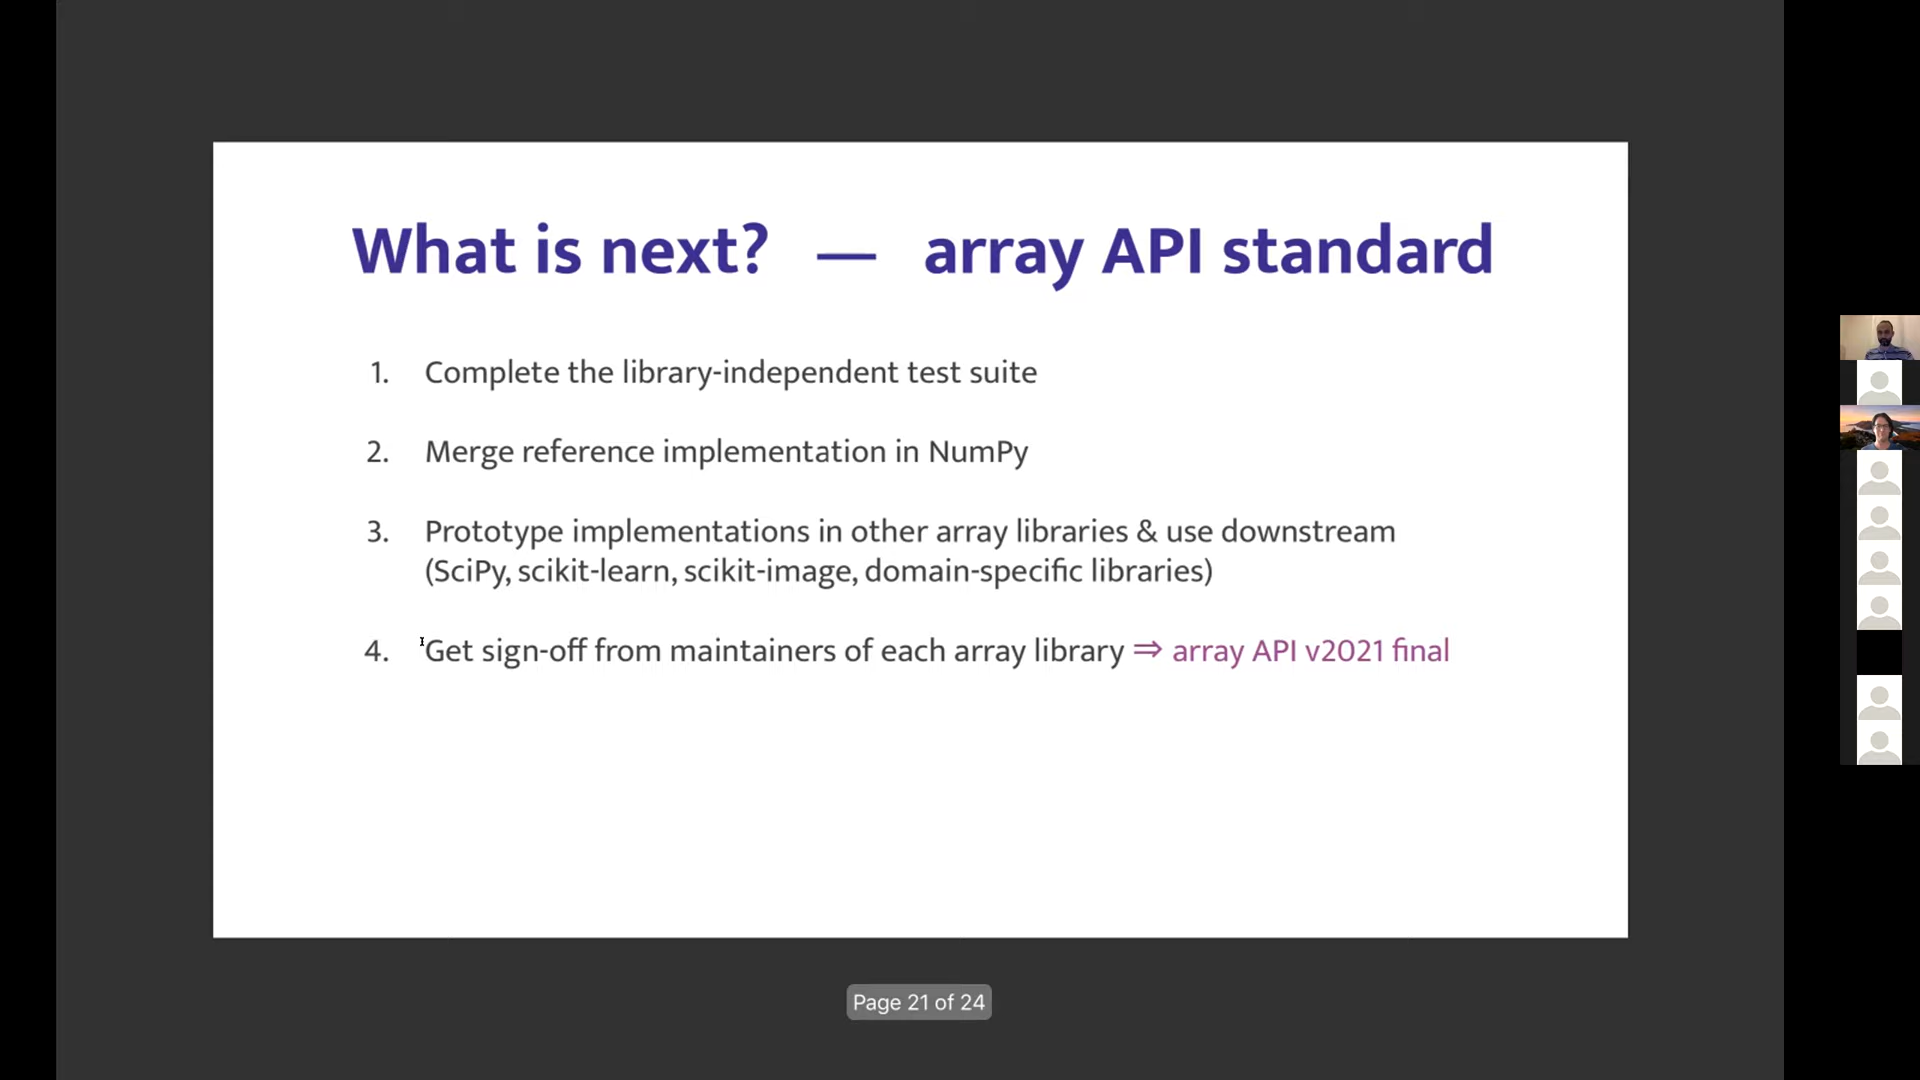 What is next? — array API standard
1. Complete the library-independent test suite
2. Merge reference implementation in NumPy
3. Prototype implementations in other array libraries & use downstream
(SciPy, scikit-learn, scikit-image, domain-specific libraries)
4. Get sign-off from maintainers of each array library ⇒ array API v2021 final
Page 21 of 24